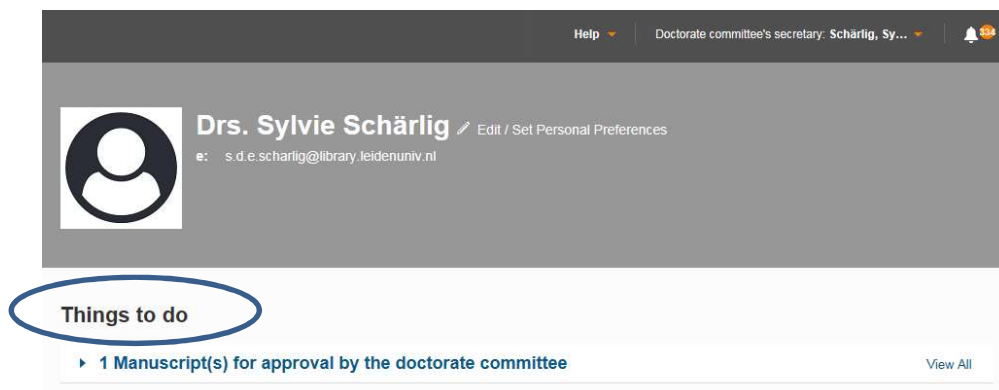 Help Doctorate committee's secretary: Schärlig, Sy... 334
Drs. Sylvie Schärlig Edit / Set Personal Preferences
e: s.d.e.scharlig@library.leidenuniv.nl
Things to do
1 Manuscript(s) for approval by the doctorate committee View All